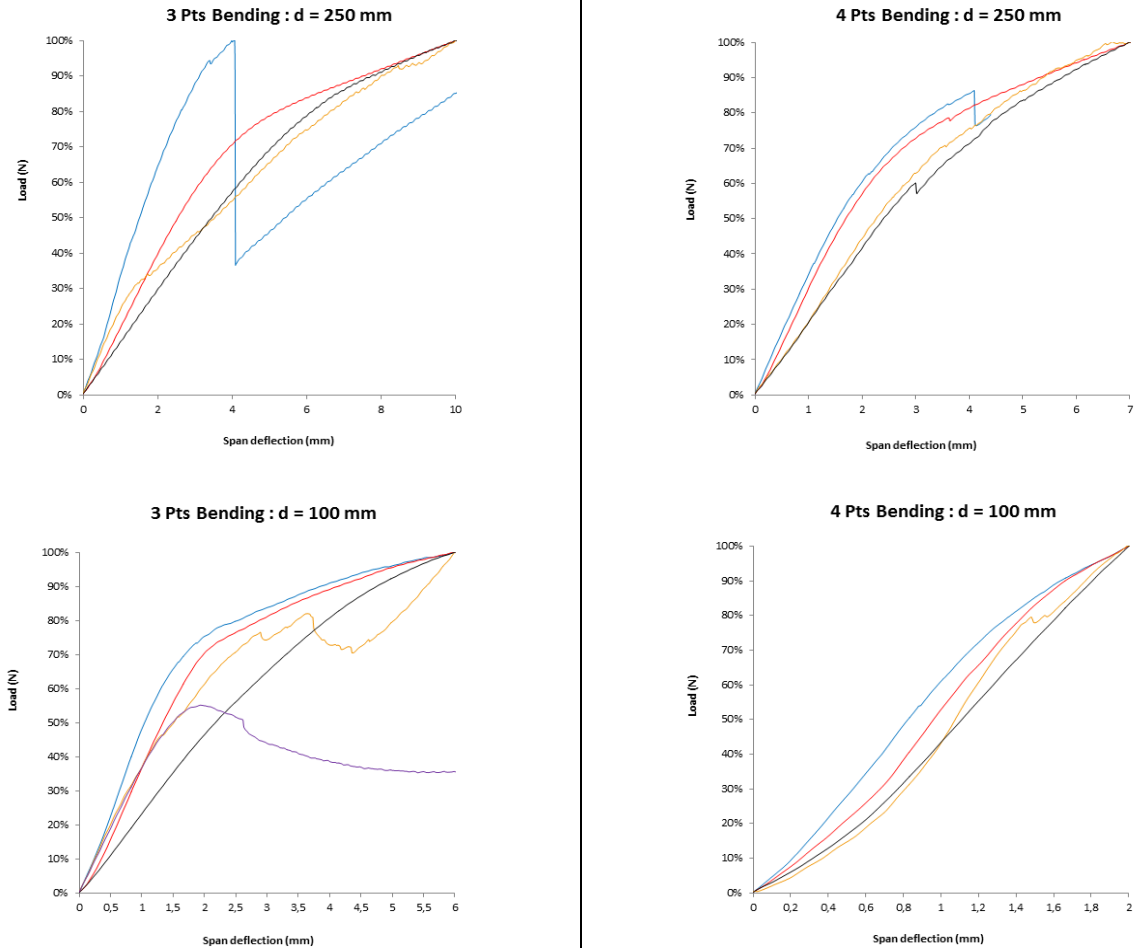 3 Pts Bending : d = 250 mm
Load (N)
100%
90%
80%
70%
60%
50%
40%
30%
20%
10%
0%
0 2 4 6 8 10
Span deflection (mm)
4 Pts Bending : d = 250 mm
Load (N)
100%
90%
80%
70%
60%
50%
40%
30%
20%
10%
0%
0 1 2 3 4 5 6 7
Span deflection (mm)
3 Pts Bending : d = 100 mm
Load (N)
100%
90%
80%
70%
60%
50%
40%
30%
20%
10%
0%
0 0,5 1 1,5 2 2,5 3 3,5 4 4,5 5 5,5 6
Span deflection (mm)
4 Pts Bending : d = 100 mm
Load (N)
100%
90%
80%
70%
60%
50%
40%
30%
20%
10%
0%
0 0,2 0,4 0,6 0,8 1 1,2 1,4 1,6 1,8 2
Span deflection (mm)